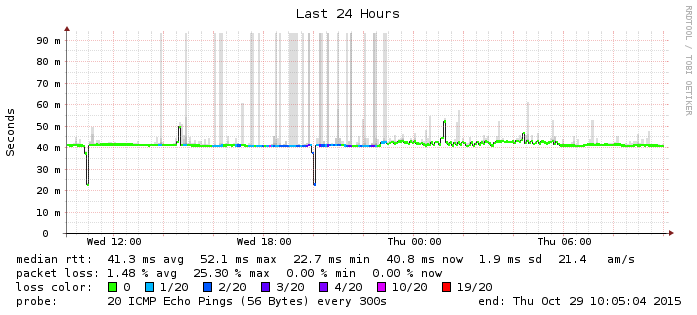 Last 24 Hours
RRDTOOL / TOBI OETIKER
Seconds
90 m
80 m
70 m
60 m
50 m
40 m
30 m
20 m
10 m
0
Wed 12:00 Wed 18:00 Thu 00:00 Thu 06:00
median rtt: 41.3 ms avg 52.1 ms max 22.7 ms min 40.8 ms now 1.9 ms sd 21.4 am/s
packet loss: 1.48 % avg 25.30 % max 0.00 % min 0.00 % now
loss color: 0 1/20 2/20 3/20 4/20 10/20 19/20
probe: 20 ICMP Echo Pings (56 Bytes) every 300s end: Thu Oct 29 10:05:04 2015